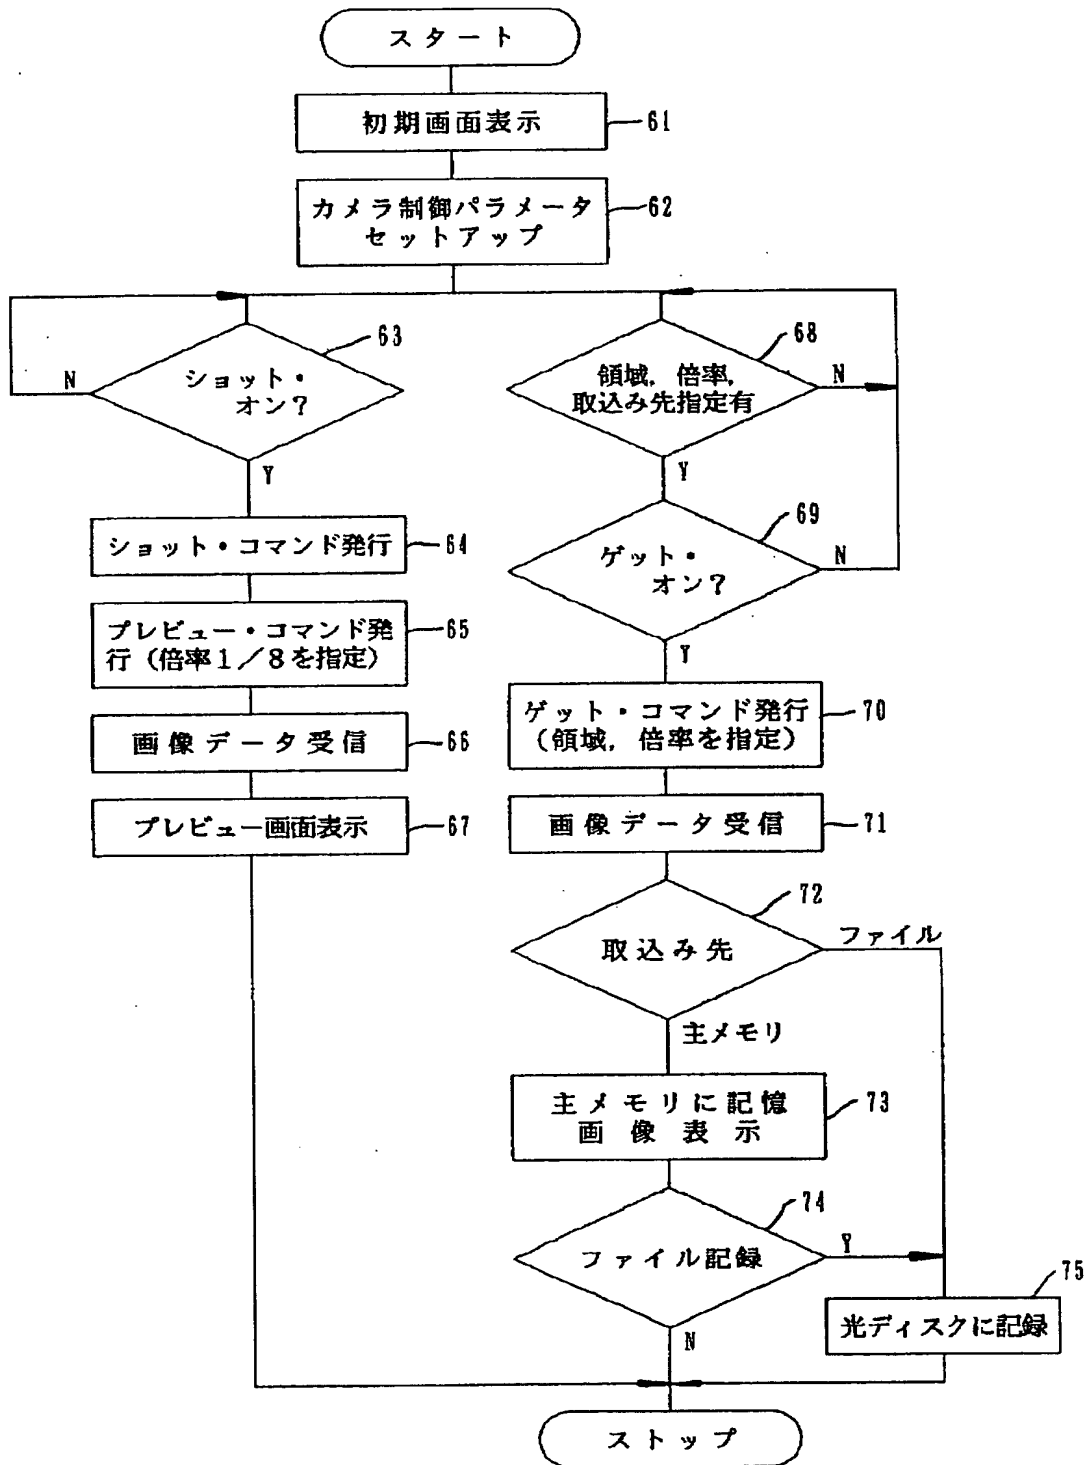 スタート
初期画面表示
61
カメラ制御パラメータ
セットアップ
62
63
ショット・
オン?
N
Y
ショット・コマンド発行
64
プレビュー・コマンド発
行(倍率1/8を指定)
65
画像データ受信
66
プレビュー画面表示
67
68
領域, 倍率,
取込み先指定有
N
Y
69
ゲット・
オン?
N
Y
ゲット・コマンド発行
(領域, 倍率を指定)
70
画像データ受信
71
72
取込み先
ファイル
主メモリ
主メモリに記憶
画像表示
73
74
ファイル記録
Y
N
75
光ディスクに記録
ストップ